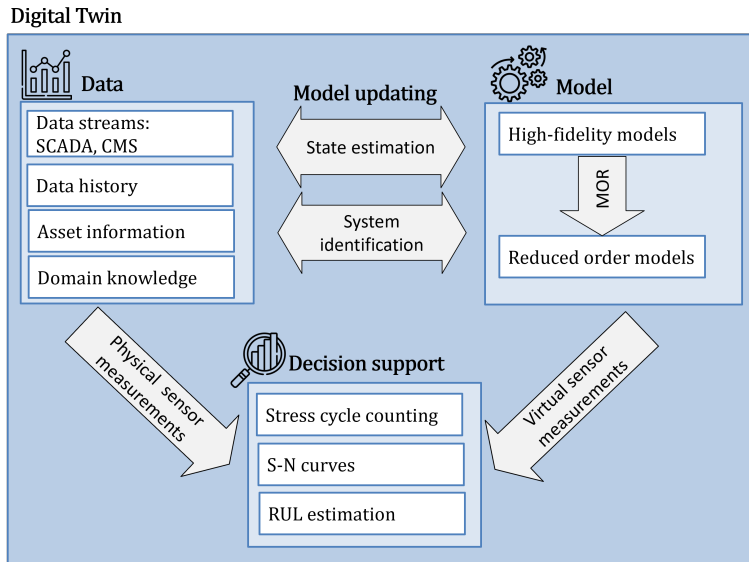 Digital Twin
Data
Data streams:
SCADA, CMS
Data history
Asset information
Domain knowledge
Model updating
State estimation
System
identification
Model
High-fidelity models
MOR
Reduced order models
Physical sensor
measurements
Decision support
Stress cycle counting
S-N curves
RUL estimation
Virtual sensor
measurements